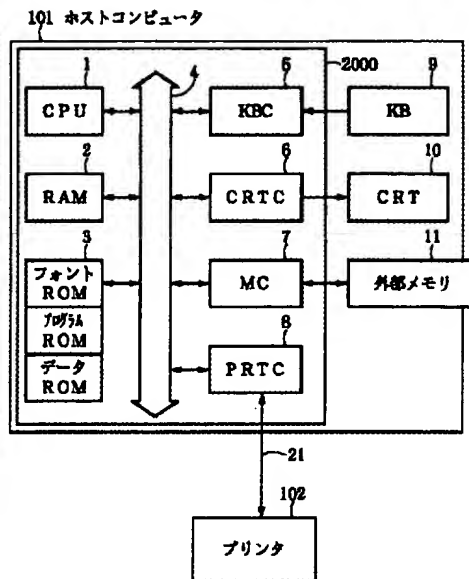 101 ホストコンピュータ
2000
1
CPU
2
RAM
3
フォント
ROM
プログラム
ROM
データ
ROM
4
5
KBC
6
CRTC
7
MC
8
PRTC
9
KB
10
CRT
11
外部メモリ
21
102
プリンタ